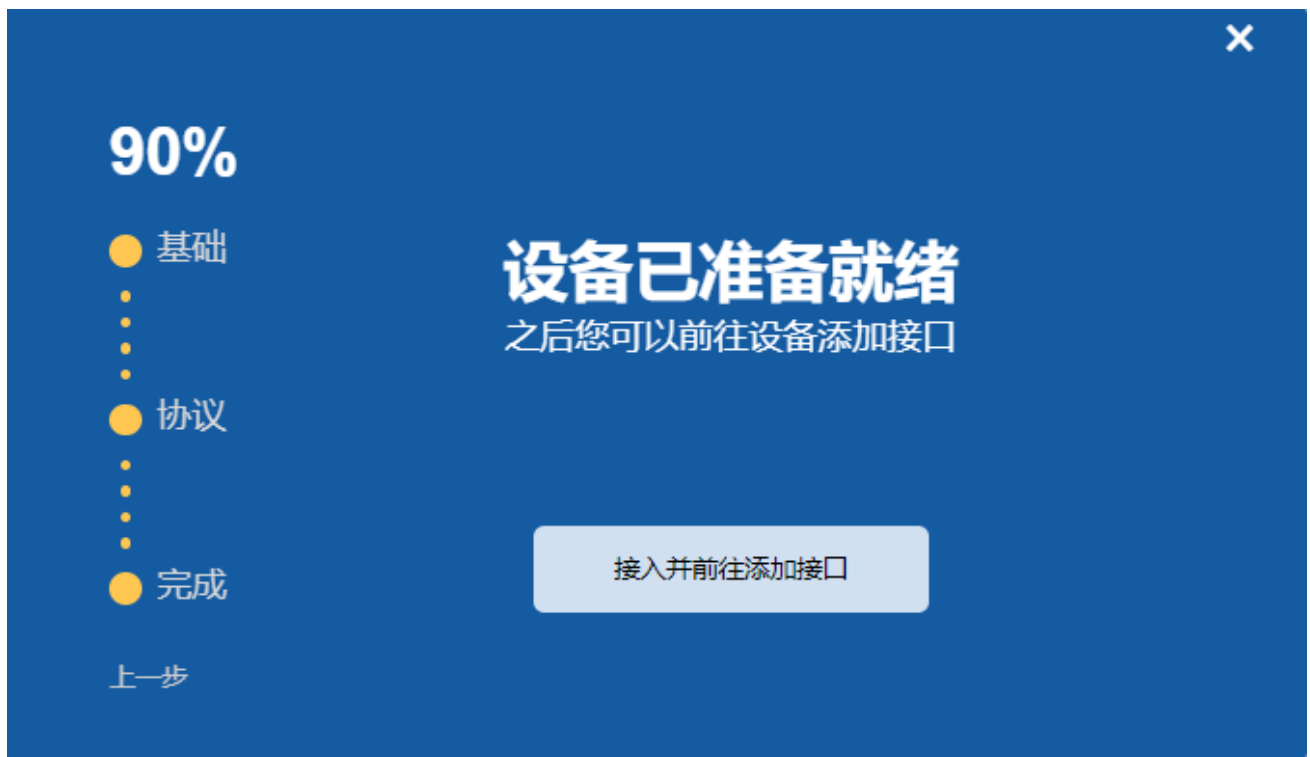 90%
基础
设备已准备就绪
之后您可以前往设备添加接口
协议
接入并前往添加接口
完成
上一步